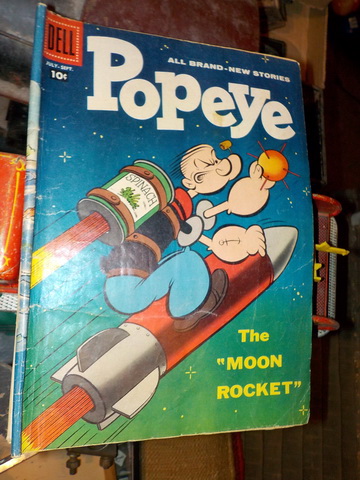 DELL
JULY-SEPT.
10¢
ALL BRAND-NEW STORIES
Popeye
SPINACH
The
"MOON
ROCKET"